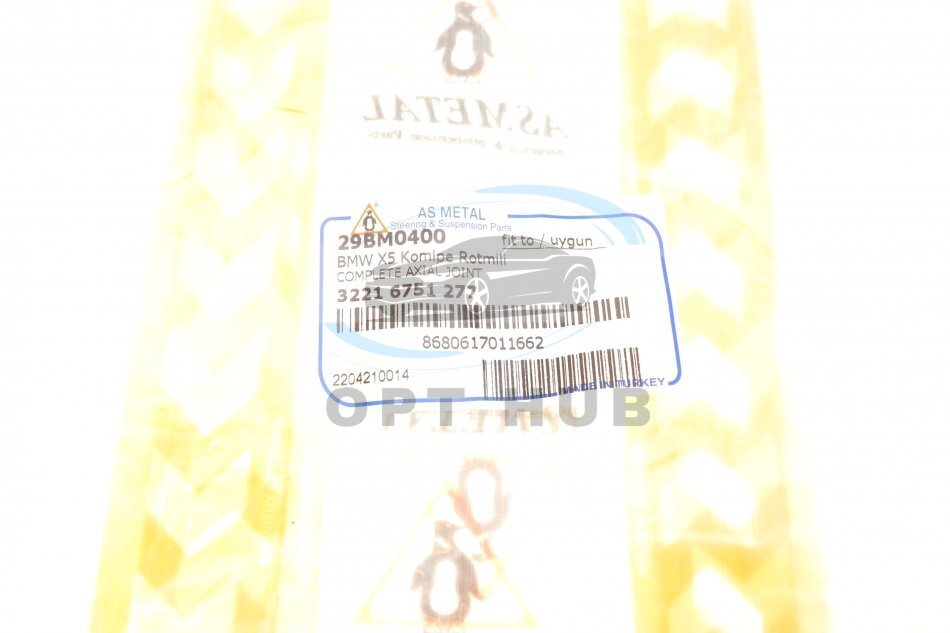 ASMETAL
AS METAL
Steering & Suspension Parts
29BM0400 fit to / uygun
BMW X5 Komlpe Rotmili
COMPLETE AXIAL JOINT
3221 6751 277
8680617011662
2204210014
MADE IN TURKEY
OPT HUB